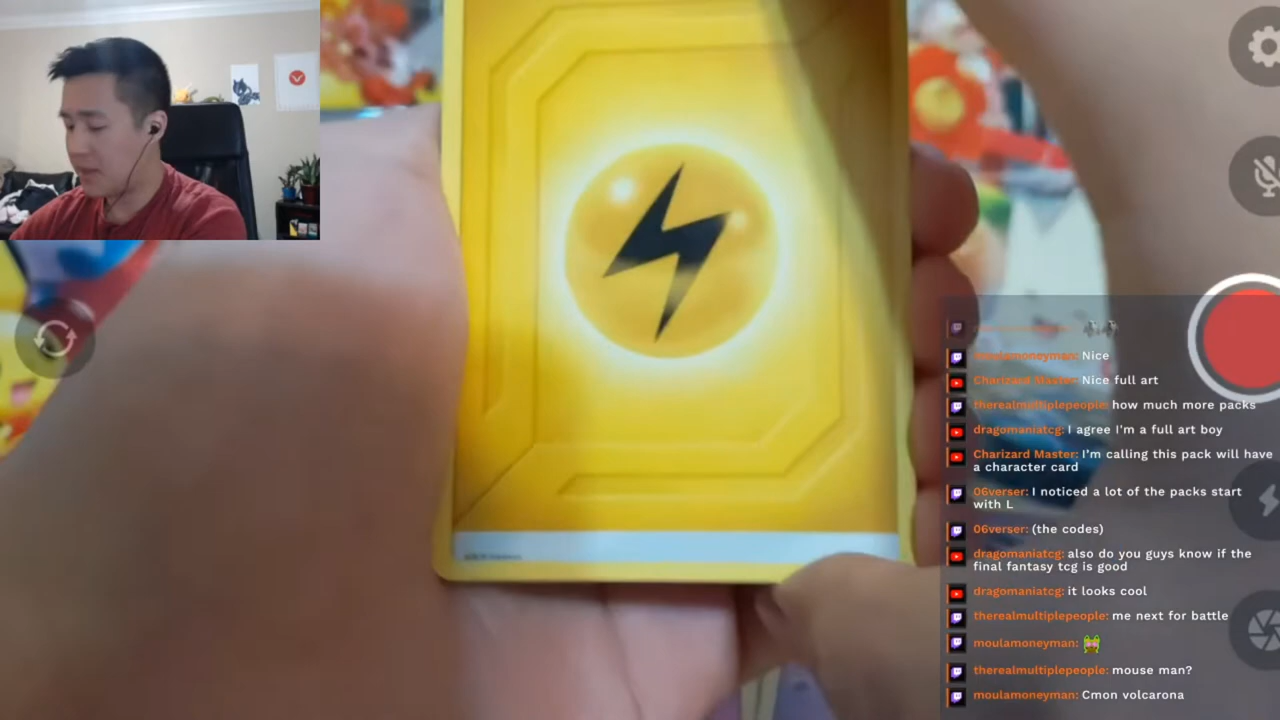 moulamoneyman: Nice
Charizard Master: Nice full art
therealmultiplepeople: how much more packs
dragomaniatcg: I agree I'm a full art boy
Charizard Master: I'm calling this pack will have
a character card
06verser: I noticed a lot of the packs start
with L
06verser: (the codes)
dragomaniatcg: also do you guys know if the
final fantasy tcg is good
dragomaniatcg: it looks cool
therealmultiplepeople: me next for battle
moulamoneyman:
therealmultiplepeople: mouse man?
moulamoneyman: Cmon volcarona